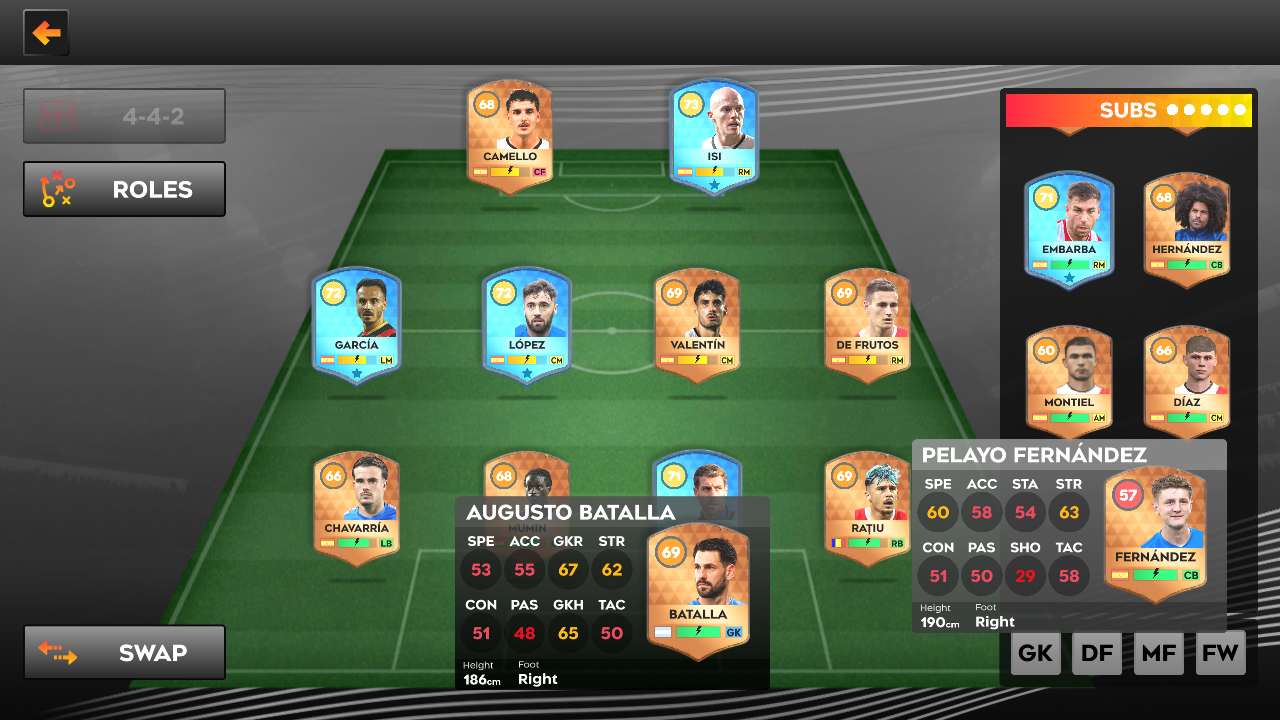 4-4-2
ROLES
SWAP
68
CAMELLO
CF
73
ISI
RM
72
GARCÍA
LM
72
LÓPEZ
CM
69
VALENTÍN
CM
69
DE FRUTOS
RM
66
CHAVARRÍA
LB
68
MUMIN
71
69
RAȚIU
RB
AUGUSTO BATALLA
SPE ACC GKR STR
53 55 67 62
CON PAS GKH TAC
51 48 65 50
Height Foot
186cm Right
69
BATALLA
GK
SUBS
71
EMBARBA
RM
68
HERNÁNDEZ
CB
60
MONTIEL
AM
66
DÍAZ
CM
PELAYO FERNÁNDEZ
SPE ACC STA STR
60 58 54 63
CON PAS SHO TAC
51 50 29 58
Height Foot
190cm Right
57
FERNÁNDEZ
CB
GK DF MF FW